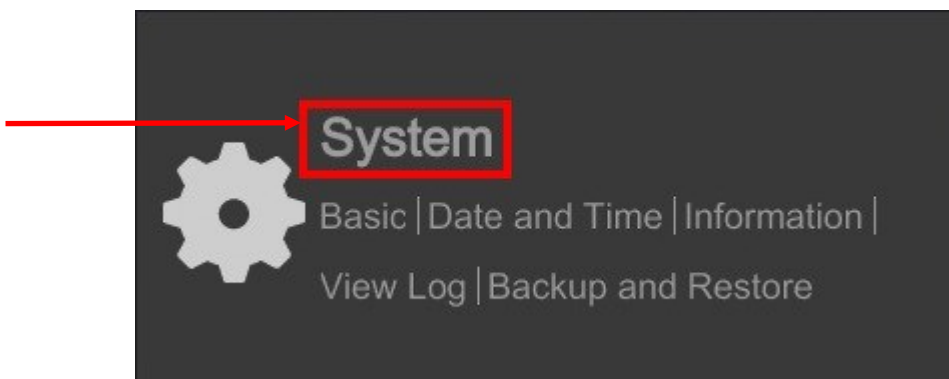 System
Basic | Date and Time | Information |
View Log | Backup and Restore